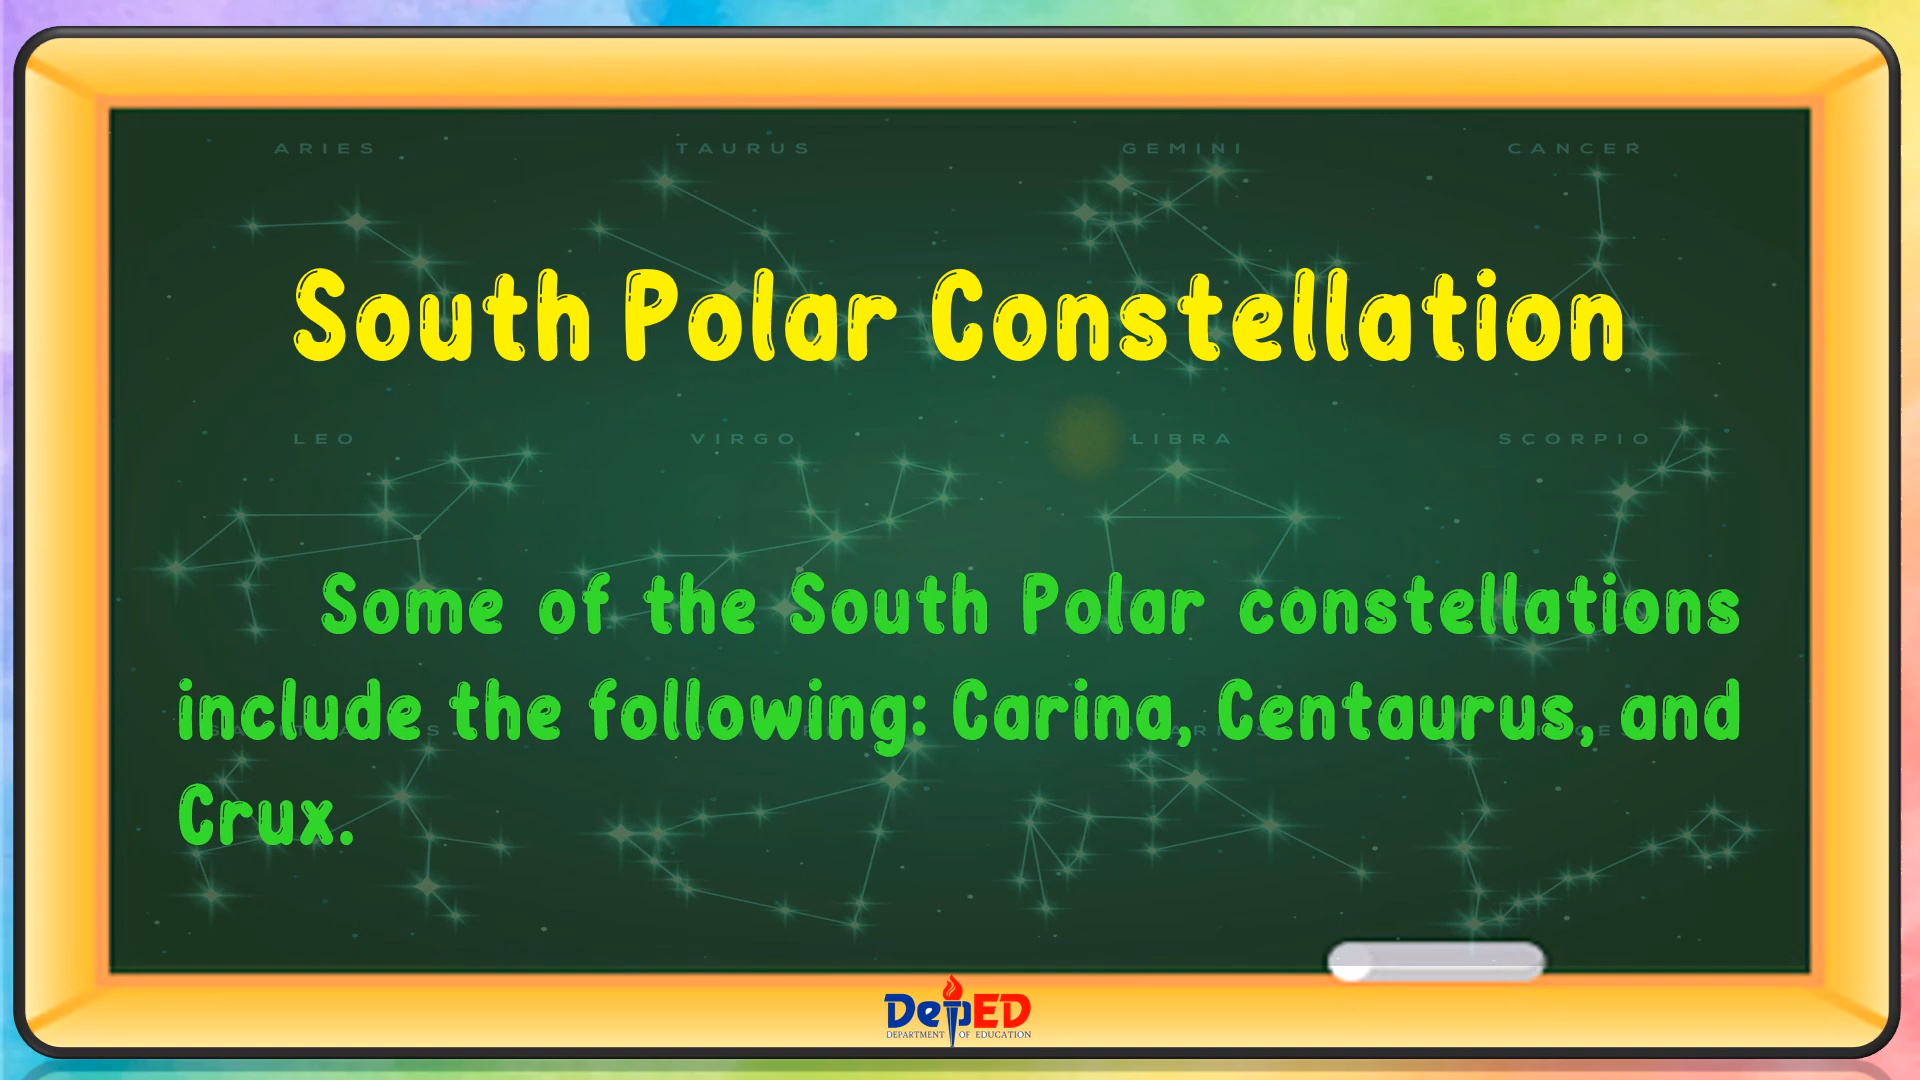 ARIES TAURUS GEMINI CANCER
South Polar Constellation
LEO VIRGO LIBRA SCORPIO
Some of the South Polar constellations
include the following: Carina, Centaurus, and
Crux.
DepED
DEPARTMENT OF EDUCATION